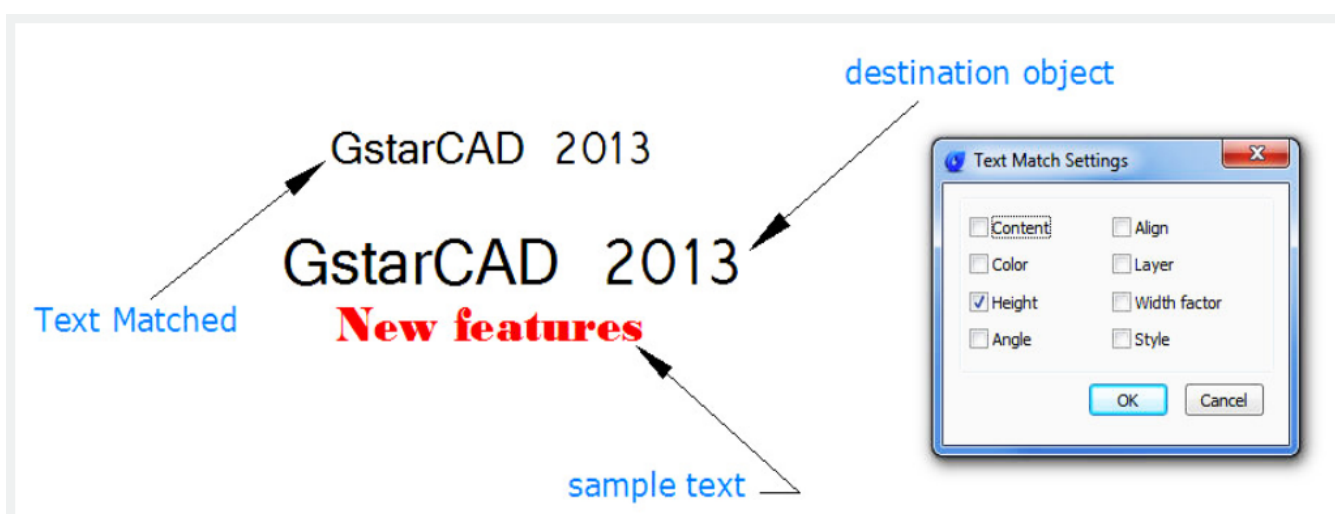 destination object
GstarCAD 2013
GstarCAD 2013
Text Matched
New features
sample text
Text Match Settings
Content
Align
Color
Layer
Height
Width factor
Angle
Style
OK
Cancel